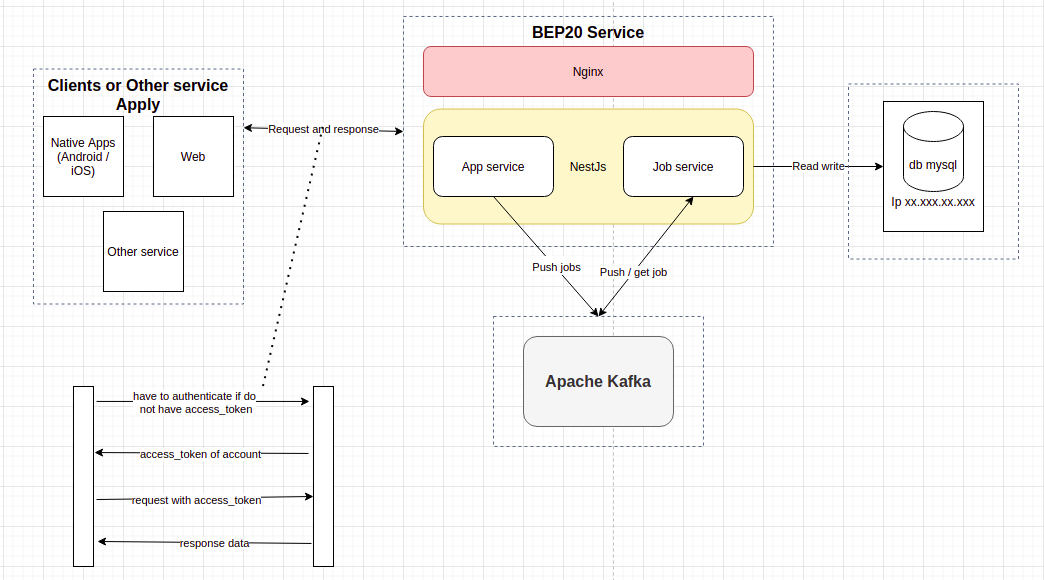 BEP20 Service
Nginx
Clients or Other service
Apply
Native Apps
(Android /
iOS)
Web
Other service
Request and response
App service
NestJs
Job service
Read write
db mysql
Ip xx.xxx.xx.xxx
Push jobs
Push / get job
Apache Kafka
have to authenticate if do
not have access_token
access_token of account
request with access_token
response data